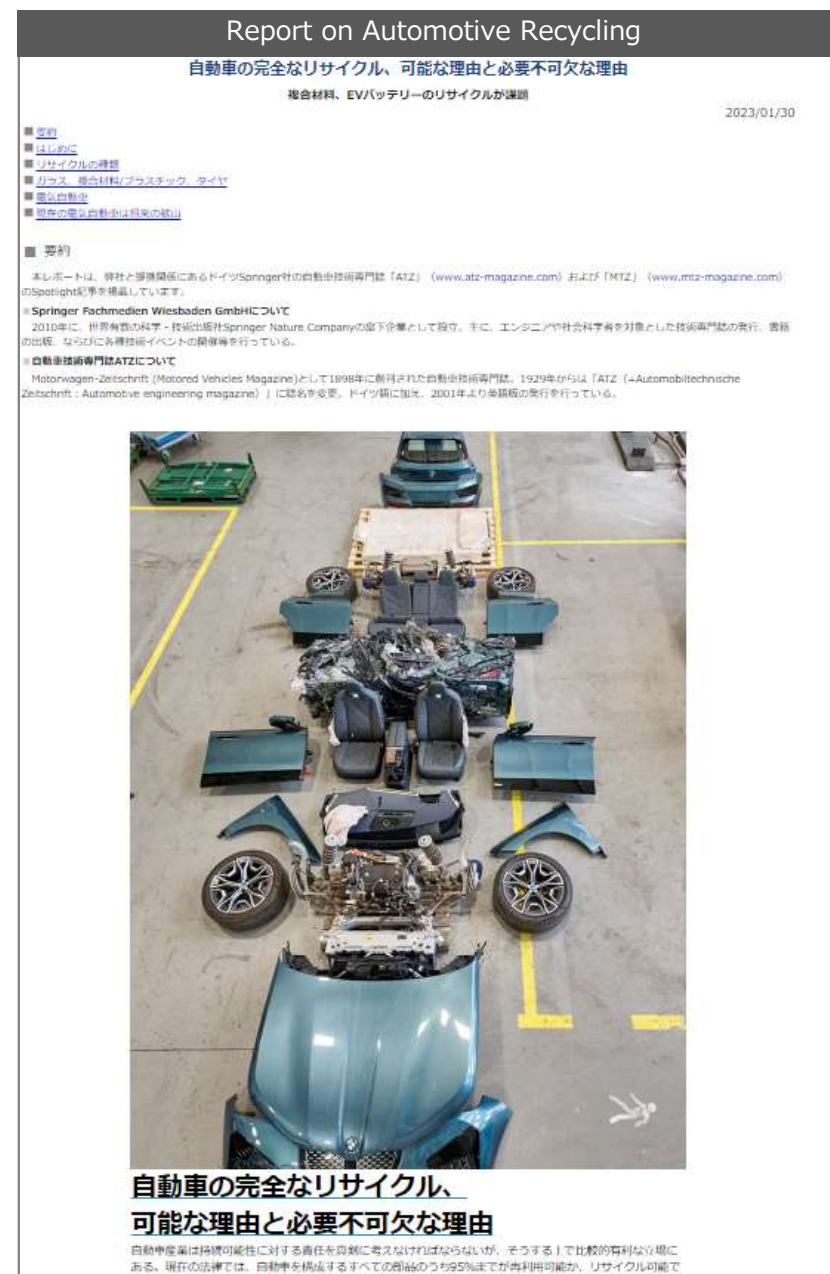 Report on Automotive Recycling
自動車の完全なリサイクル、可能な理由と必要不可欠な理由
複合材料、EVバッテリーのリサイクルが課題
2023/01/30
要約
はじめに
リサイクルの種類
ガラス、複合材料/プラスチック、タイヤ
電気自動車
現在の電気自動車は将来の鉱山
要約
本レポートは、弊社と提携関係にあるドイツSpringer社の自動車技術専門誌「ATZ」（www.atz-magazine.com）および「MTZ」（www.mtz-magazine.com）
のSpotlight記事を掲載しています。
Springer Fachmedien Wiesbaden GmbHについて
2010年に、世界有数の科学・技術出版社Springer Nature Companyの傘下企業として設立。主に、エンジニアや社会科学者を対象とした技術専門誌の発行、書籍
の出版、ならびに各種技術イベントの開催等を行っている。
自動車技術専門誌ATZについて
Motorwagen-Zeitschrift (Motored Vehicles Magazine)として1898年に創刊された自動車技術専門誌。1929年からは「ATZ（=Automobiltechnische
Zeitschrift : Automotive engineering magazine）」に誌名を変更。ドイツ語に加え、2001年より英語版の発行を行っている。
自動車の完全なリサイクル、
可能な理由と必要不可欠な理由
自動車産業は持続可能性に対する責任を真剣に考えなければならないが、そうする上で比較的有利な立場に
ある。現在の法律では、自動車を構成するすべての部品のうち95%までが再利用可能か、リサイクル可能で